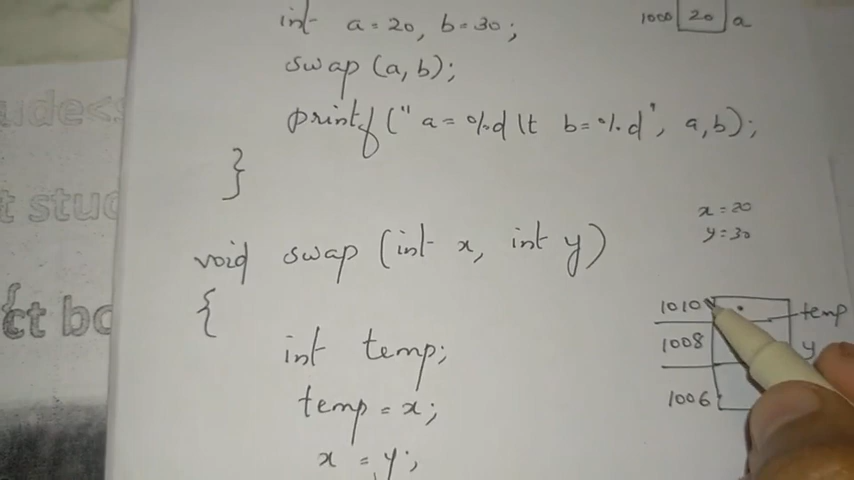 int a = 20, b = 30;
1000 20 a
swap (a, b);
printf (" a = %d \t b = %d", a, b);
}
x = 20
y = 30
void swap (int x, int y)
{
1010 temp
1008 y
1006
int temp;
temp = x;
x = y;